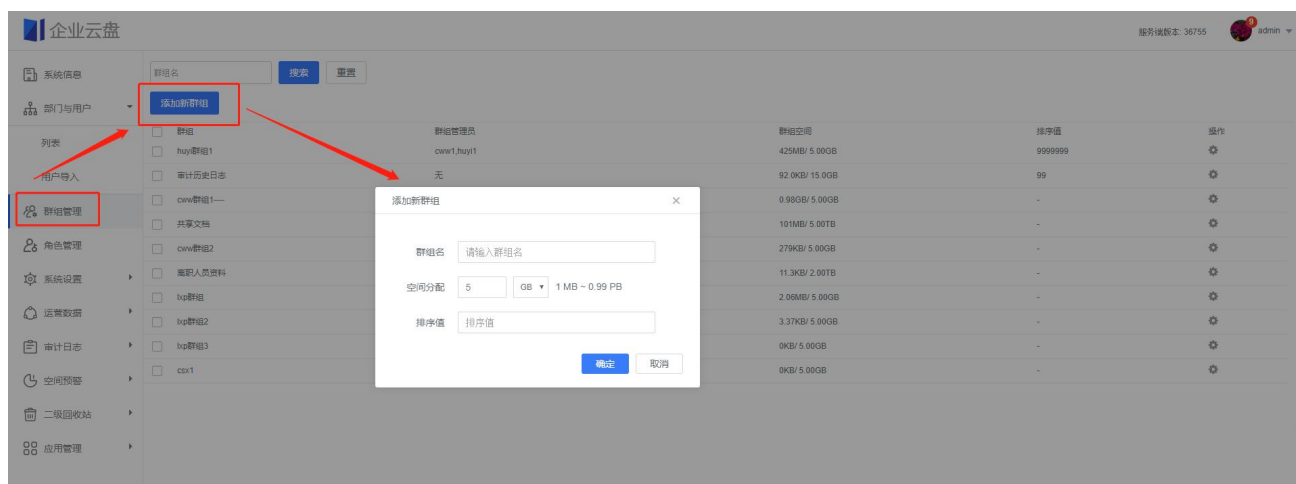 企业云盘
服务端版本: 36755
9
admin
系统信息
群组名 搜索 重置
部门与用户
添加新群组
列表
用户导入
群组管理
角色管理
系统设置
运营数据
审计日志
空间预警
二级回收站
应用管理
群组 群组管理员 群组空间 排序值 操作
huyi群组1 cww1,huyi1 425MB/ 5.00GB 9999999
审计历史日志 无 92.0KB/ 15.0GB 99
cww群组1---- 0.98GB/ 5.00GB -
共享文档 101MB/ 5.00TB -
cww群组2 279KB/ 5.00GB -
离职人员资料 11.3KB/ 2.00TB -
lxp群组 2.06MB/ 5.00GB -
lxp群组2 3.37KB/ 5.00GB -
lxp群组3 0KB/ 5.00GB -
csx1 0KB/ 5.00GB -
添加新群组
群组名 请输入群组名
空间分配 5 GB 1 MB ~ 0.99 PB
排序值 排序值
确定 取消